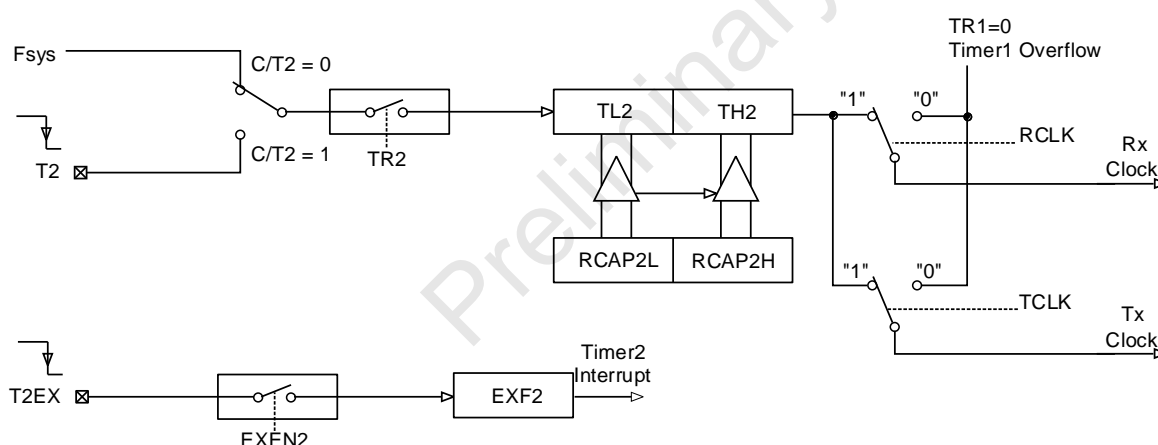 TR1=0
Timer1 Overflow
Fsys
C/T2 = 0
"1"
"0"
TL2
TH2
T2
C/T2 = 1
TR2
RCLK
Rx
Clock
RCAP2L
RCAP2H
"1"
"0"
TCLK
Tx
Clock
T2EX
EXEN2
EXF2
Timer2
Interrupt
Preliminary